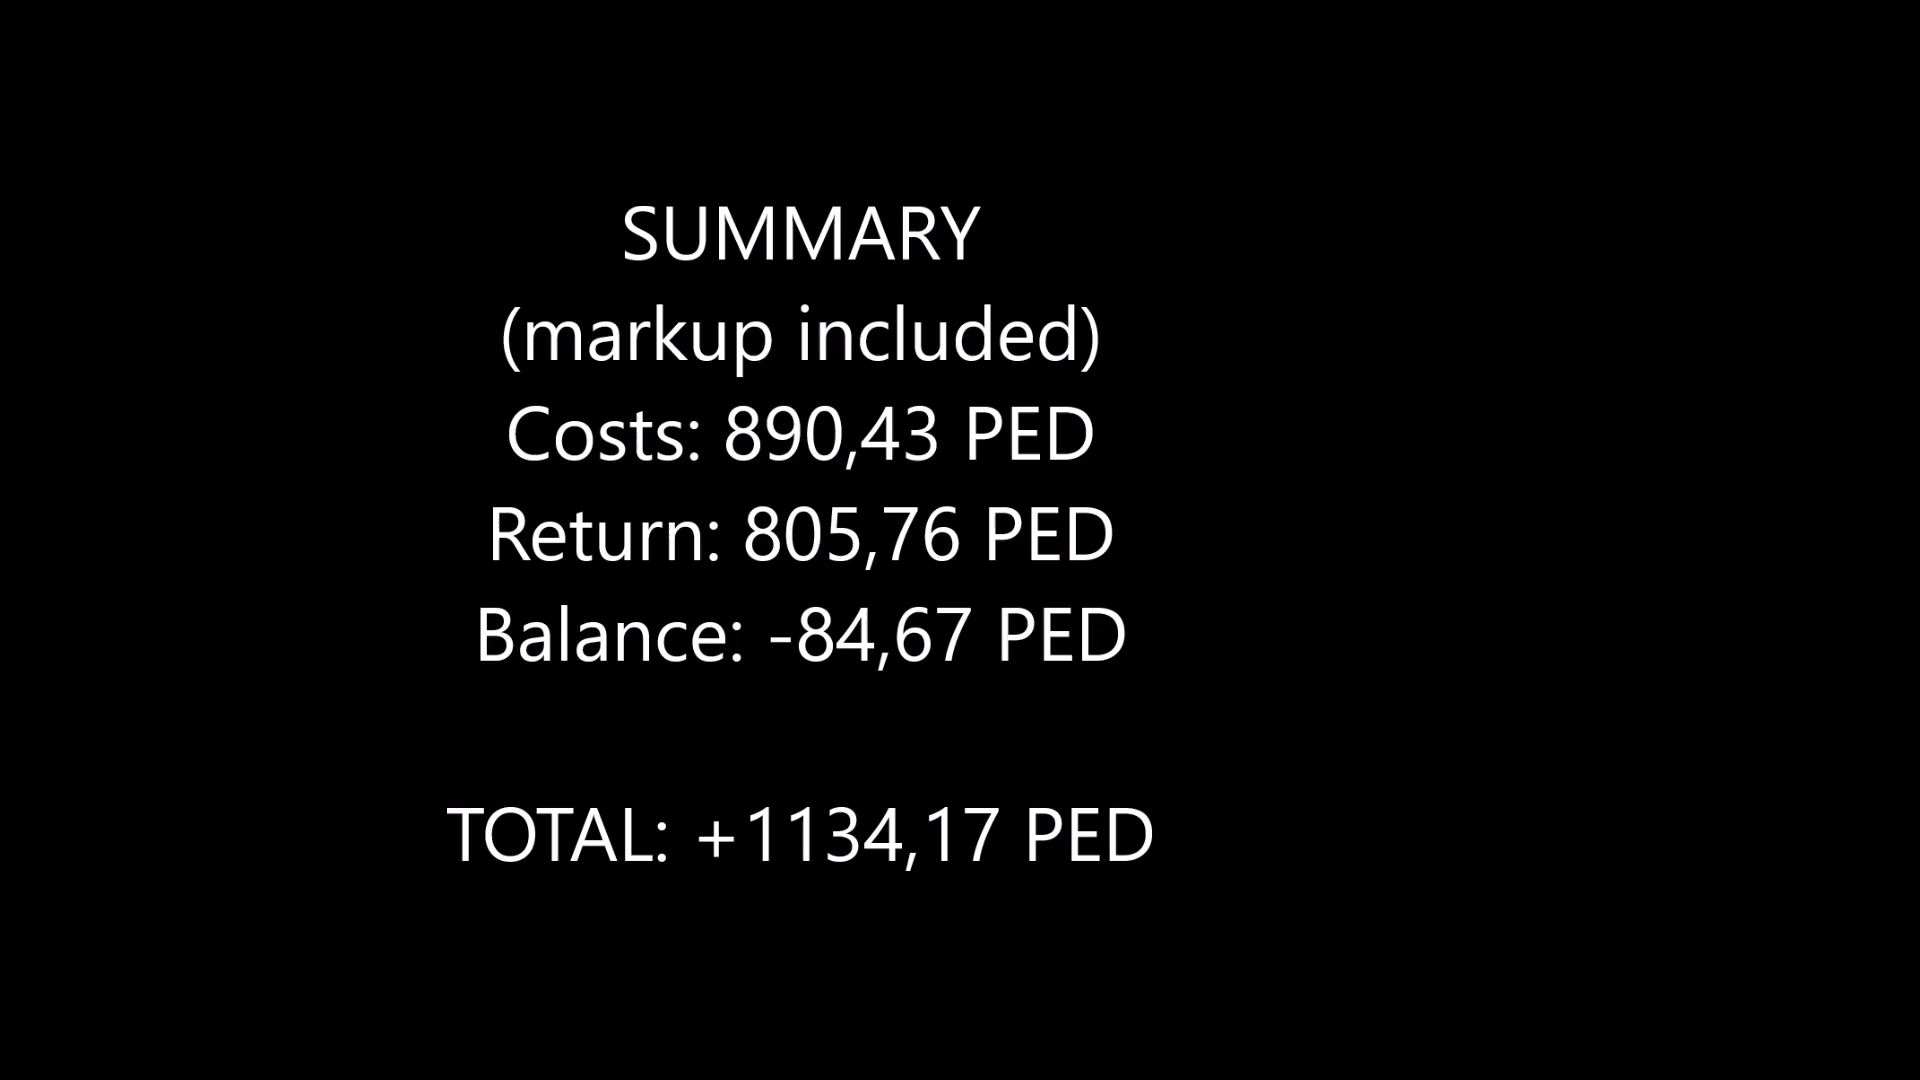 SUMMARY
(markup included)
Costs: 890,43 PED
Return: 805,76 PED
Balance: -84,67 PED
TOTAL: +1134,17 PED